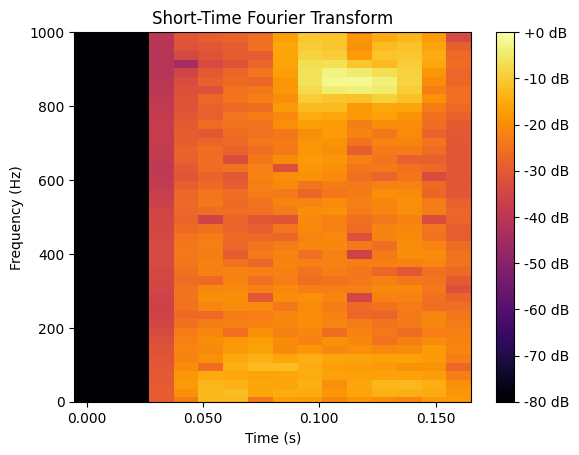 Short-Time Fourier Transform
1000
800
600
400
200
0
Frequency (Hz)
0.000
0.050
0.100
0.150
Time (s)
+0 dB
-10 dB
-20 dB
-30 dB
-40 dB
-50 dB
-60 dB
-70 dB
-80 dB